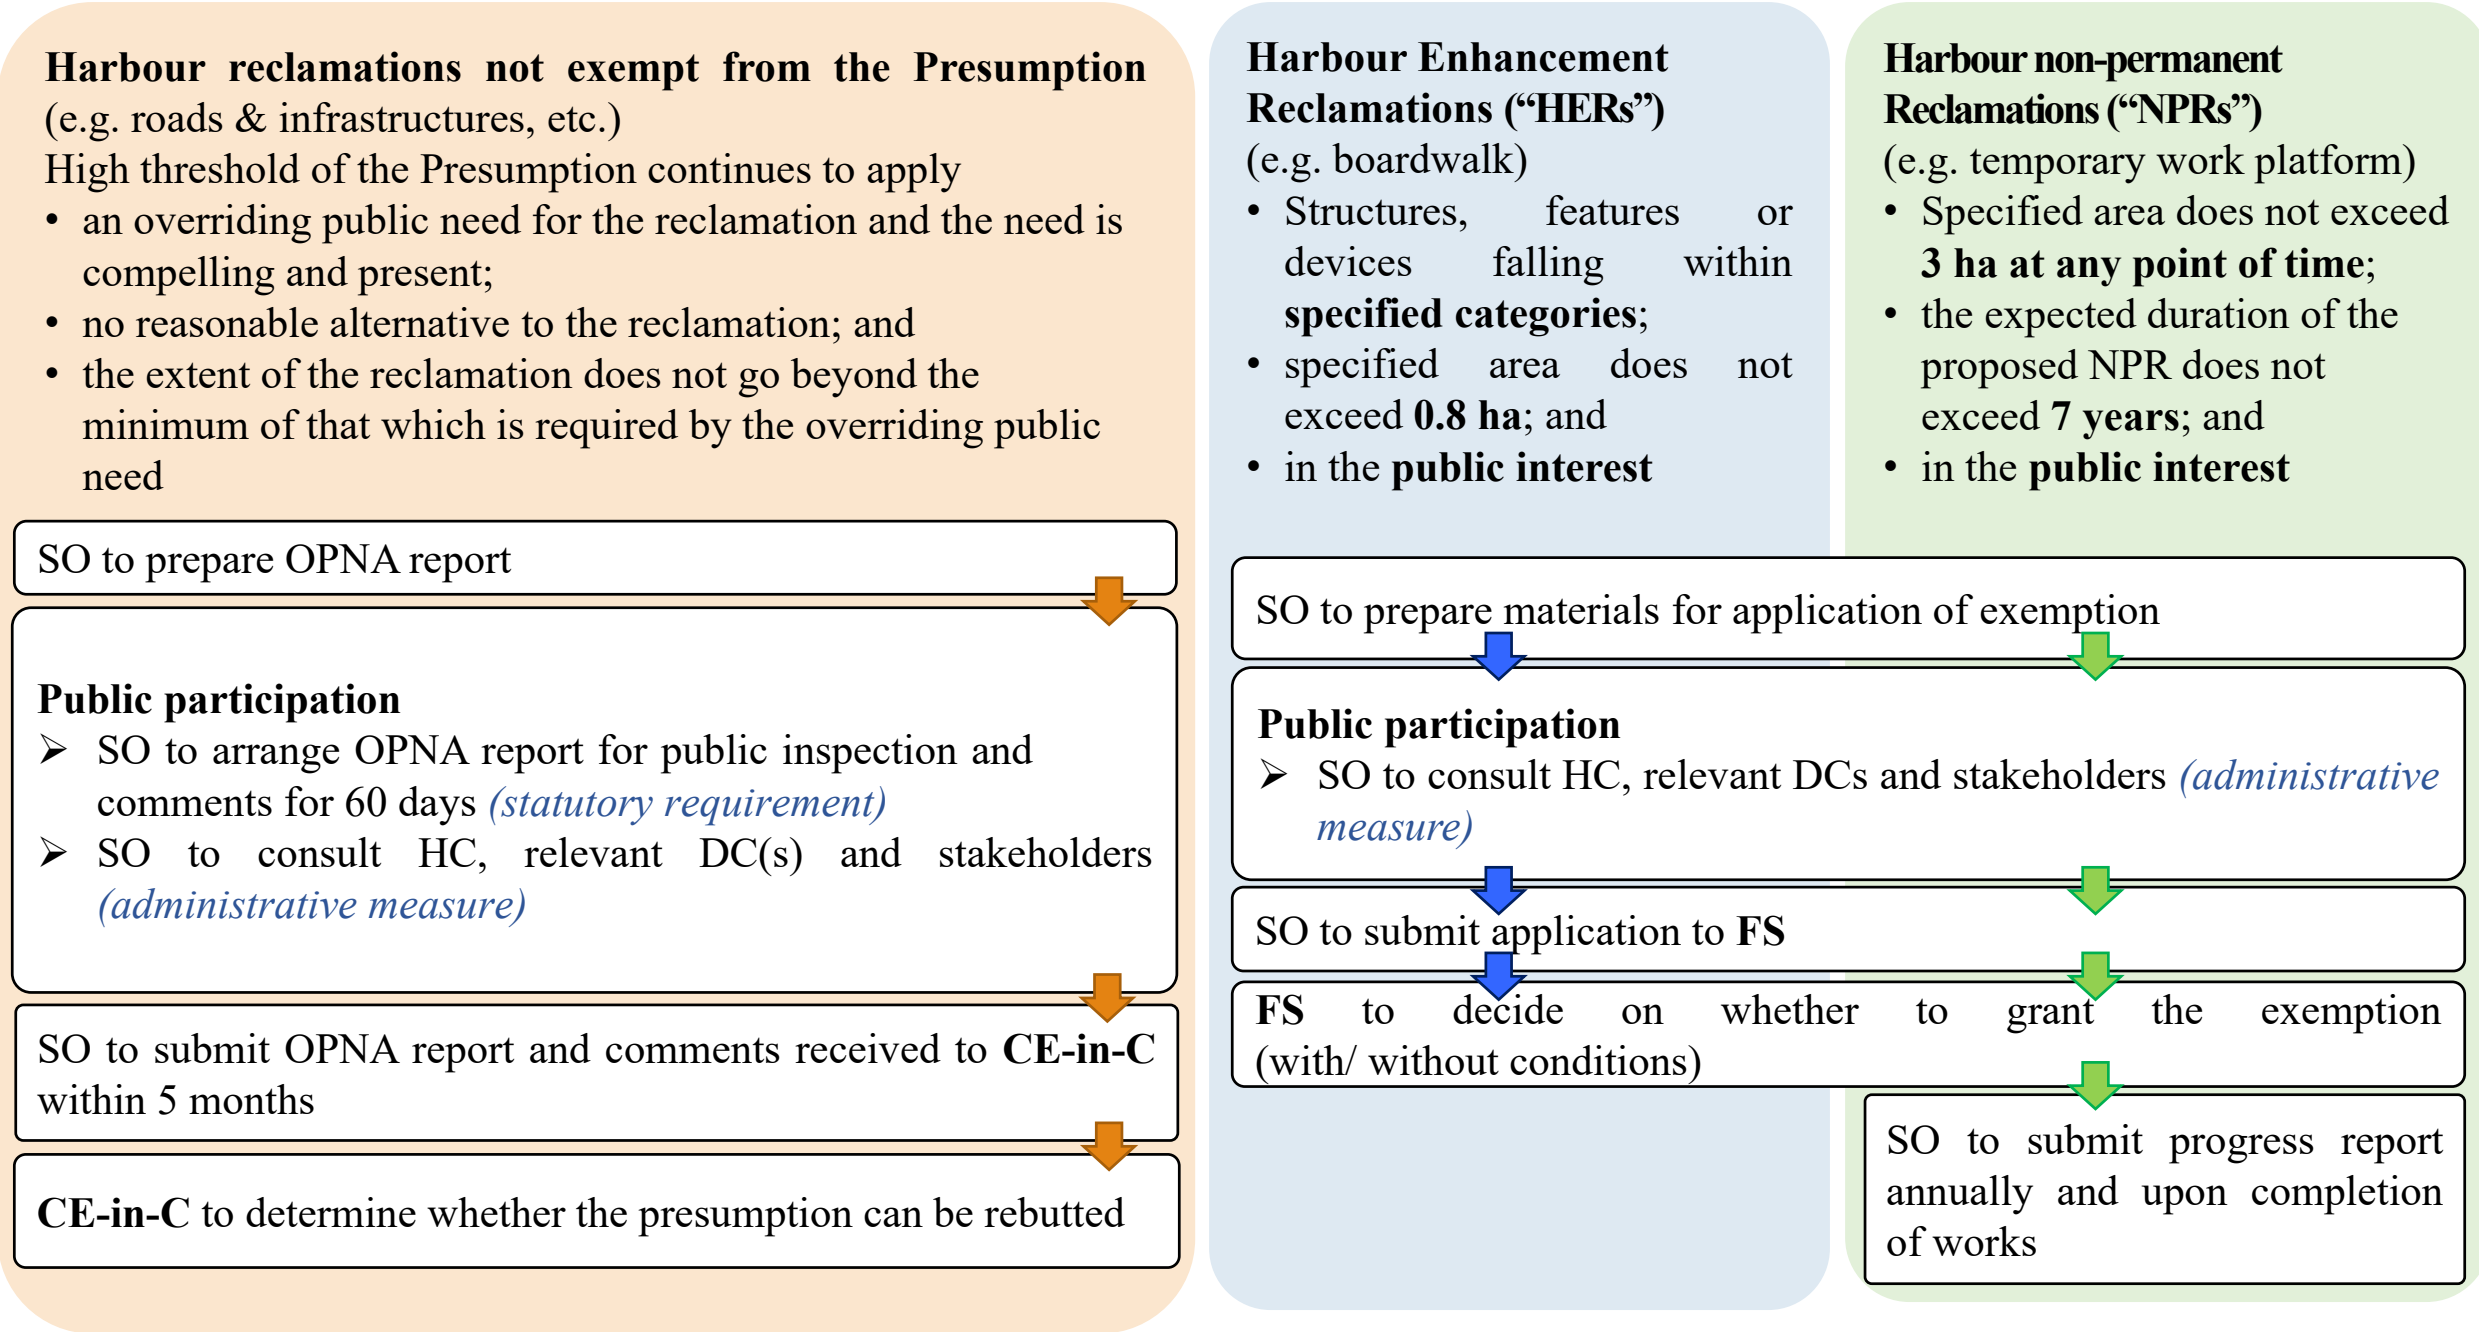 Harbour reclamations not exempt from the Presumption
(e.g. roads & infrastructures, etc.)
High threshold of the Presumption continues to apply
• an overriding public need for the reclamation and the need is
compelling and present;
• no reasonable alternative to the reclamation; and
• the extent of the reclamation does not go beyond the
minimum of that which is required by the overriding public
need
SO to prepare OPNA report
Public participation
➢ SO to arrange OPNA report for public inspection and
comments for 60 days (statutory requirement)
➢ SO to consult HC, relevant DC(s) and stakeholders
(administrative measure)
SO to submit OPNA report and comments received to CE-in-C
within 5 months
CE-in-C to determine whether the presumption can be rebutted
Harbour Enhancement
Reclamations (“HERs”)
(e.g. boardwalk)
• Structures, features or
devices falling within
specified categories;
• specified area does not
exceed 0.8 ha; and
• in the public interest
Harbour non-permanent
Reclamations (“NPRs”)
(e.g. temporary work platform)
• Specified area does not exceed
3 ha at any point of time;
• the expected duration of the
proposed NPR does not
exceed 7 years; and
• in the public interest
SO to prepare materials for application of exemption
Public participation
➢ SO to consult HC, relevant DCs and stakeholders (administrative
measure)
SO to submit application to FS
FS to decide on whether to grant the exemption
(with/ without conditions)
SO to submit progress report
annually and upon completion
of works